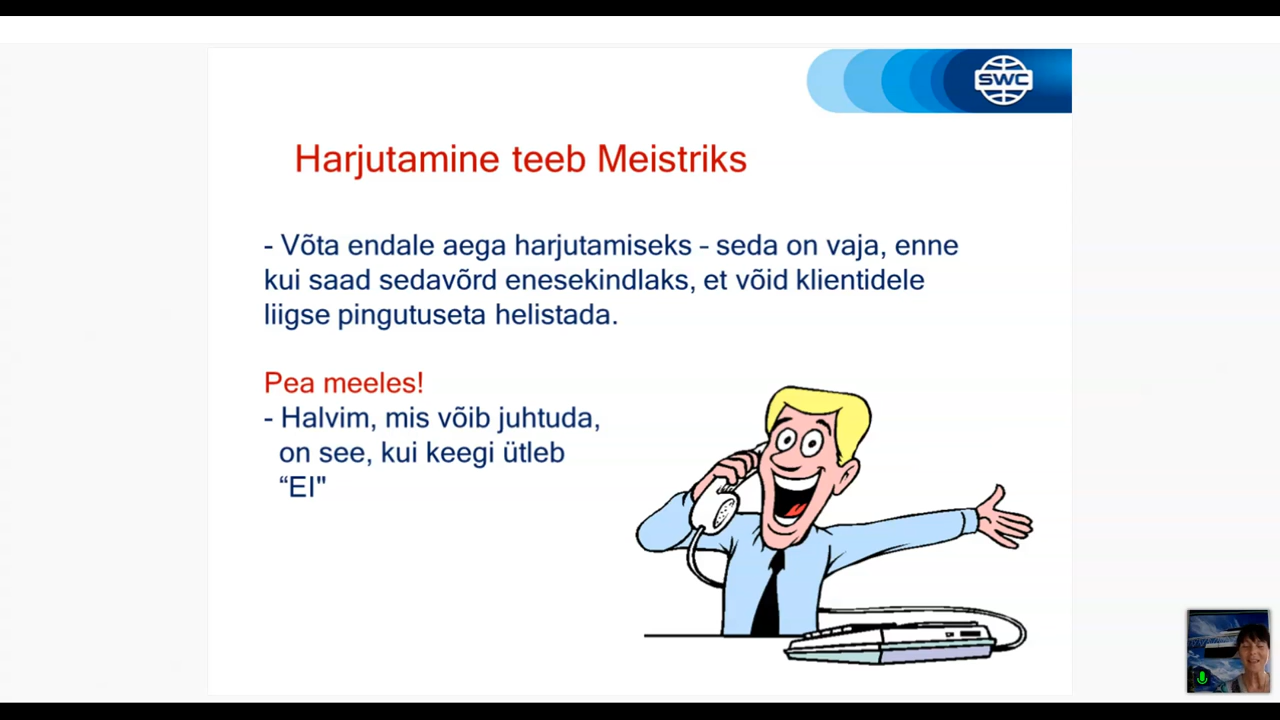 SWC
Harjutamine teeb Meistriks
- Võta endale aega harjutamiseks – seda on vaja, enne
kui saad sedavõrd enesekindlaks, et võid klientidele
liigse pingutuseta helistada.
Pea meeles!
- Halvim, mis võib juhtuda,
on see, kui keegi ütleb
“EI"